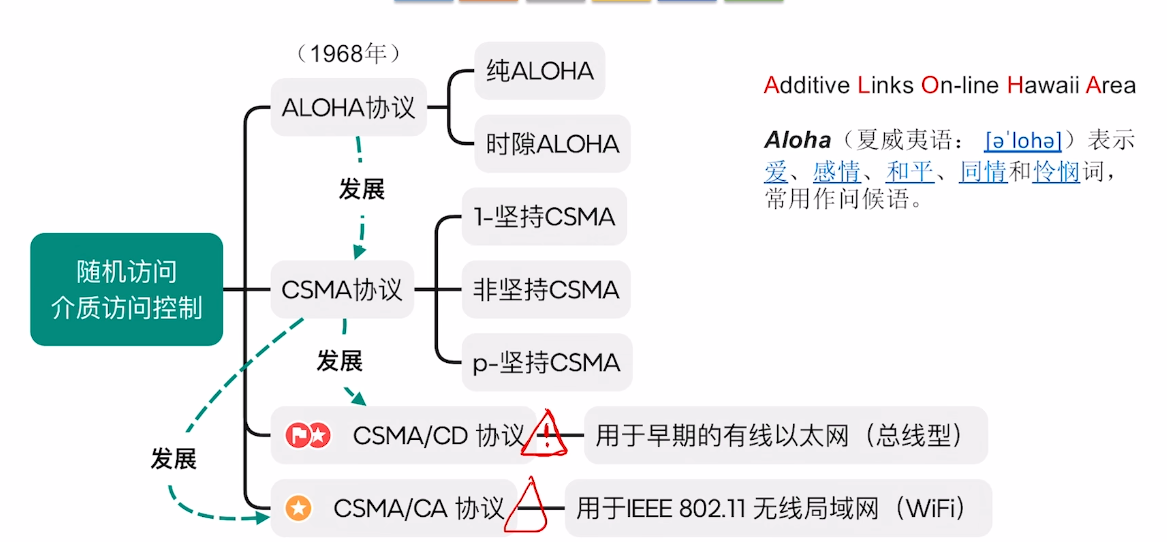 （1968年）
ALOHA协议
纯ALOHA
时隙ALOHA
发展
随机访问
介质访问控制
CSMA协议
1-坚持CSMA
非坚持CSMA
p-坚持CSMA
发展
发展
CSMA/CD 协议
用于早期的有线以太网（总线型）
CSMA/CA 协议
用于IEEE 802.11 无线局域网（WiFi）
Additive Links On-line Hawaii Area
Aloha（夏威夷语： [əˈlohə]）表示
爱、感情、和平、同情和怜悯词，
常用作问候语。